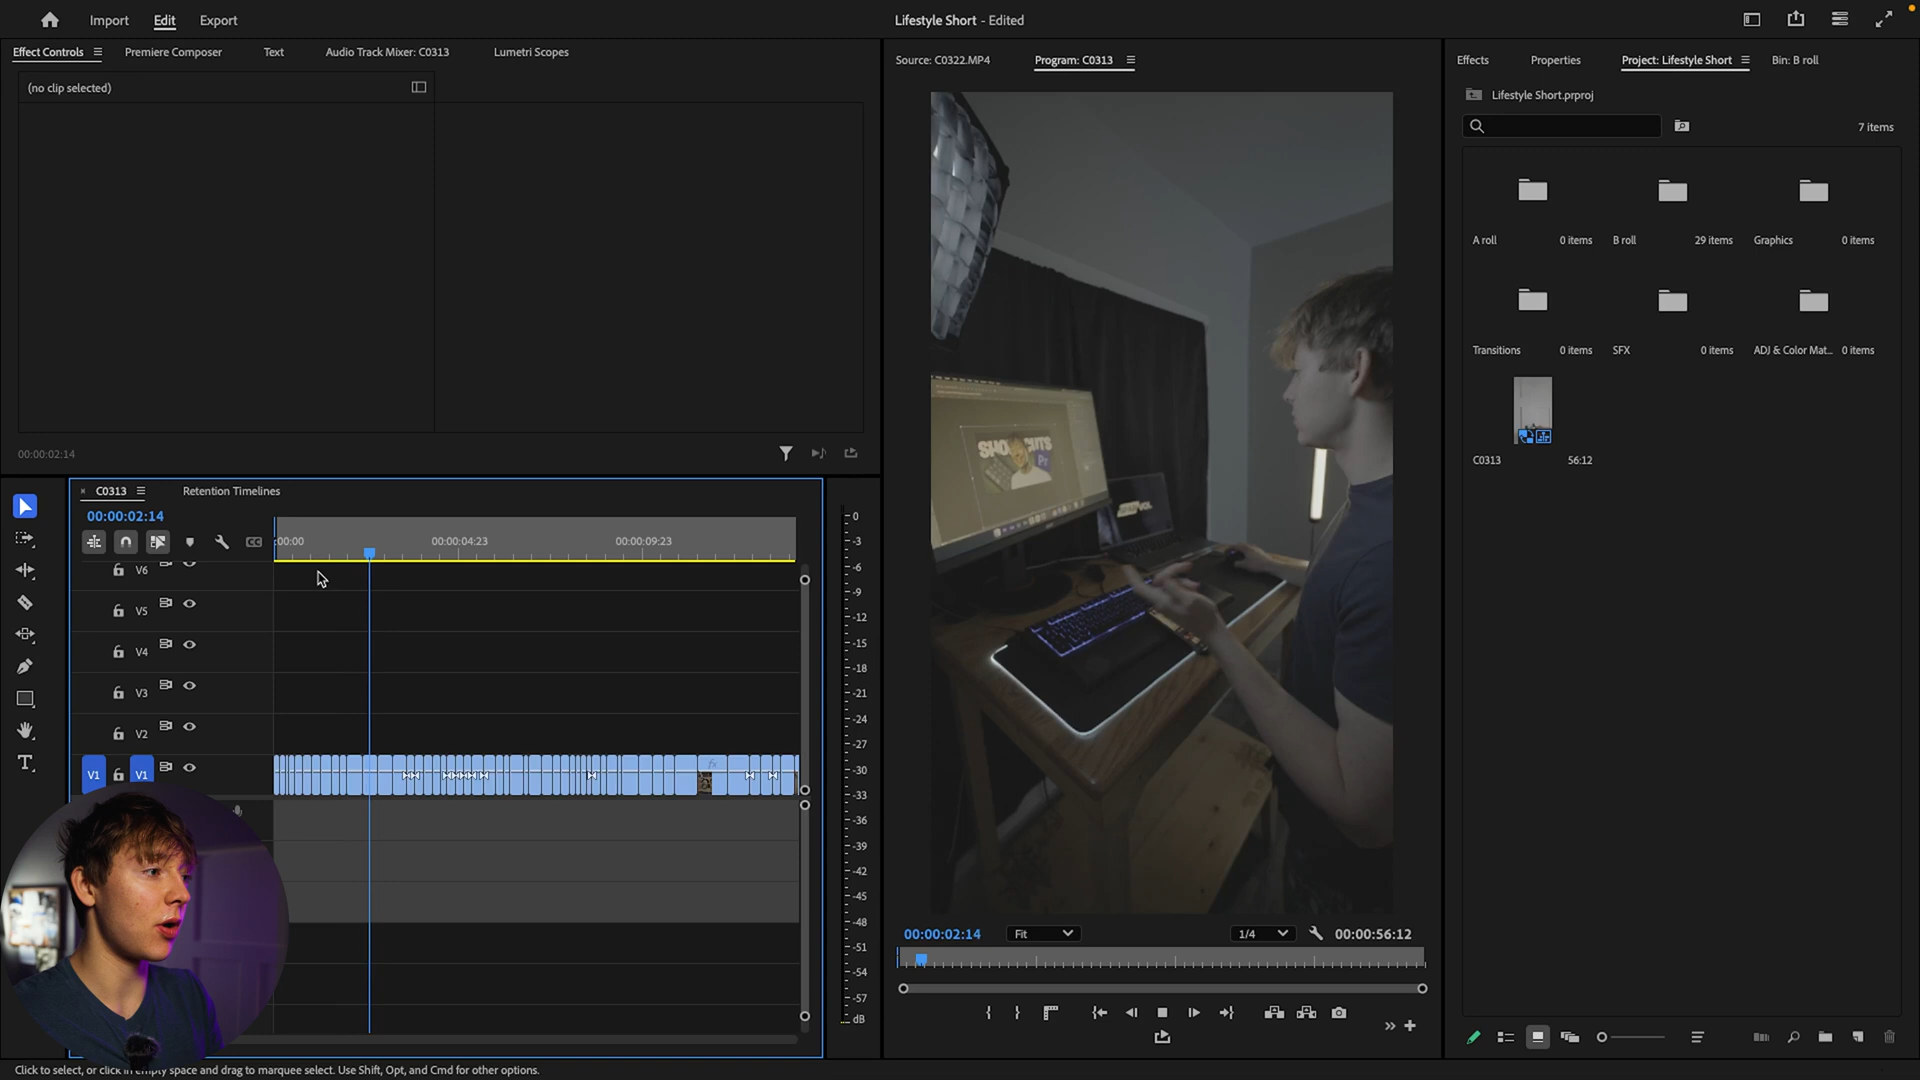 Import
Edit
Export
Lifestyle Short - Edited
Effect Controls
Premiere Composer
Text
Audio Track Mixer: C0313
Lumetri Scopes
Source: C0322.MP4
Program: C0313
Effects
Properties
Project: Lifestyle Short
Bin: B roll
(no clip selected)
Lifestyle Short.prproj
7 items
A roll
0 items
B roll
29 items
Graphics
0 items
Transitions
0 items
SFX
0 items
ADJ & Color Mat...
0 items
C0313
56:12
SHORTCUTS
Pr
00:00:02:14
× C0313
Retention Timelines
00:00:02:14
:00:00
00:00:04:23
00:00:09:23
V6
V5
V4
V3
V2
V1
V1
fx
0
-3
-6
-9
-12
-15
-18
-21
-24
-27
-30
-33
-36
-39
-42
-45
-48
-51
-54
-57
dB
00:00:02:14
Fit
1/4
00:00:56:12
Click to select, or click in empty space and drag to marquee select. Use Shift, Opt, and Cmd for other options.